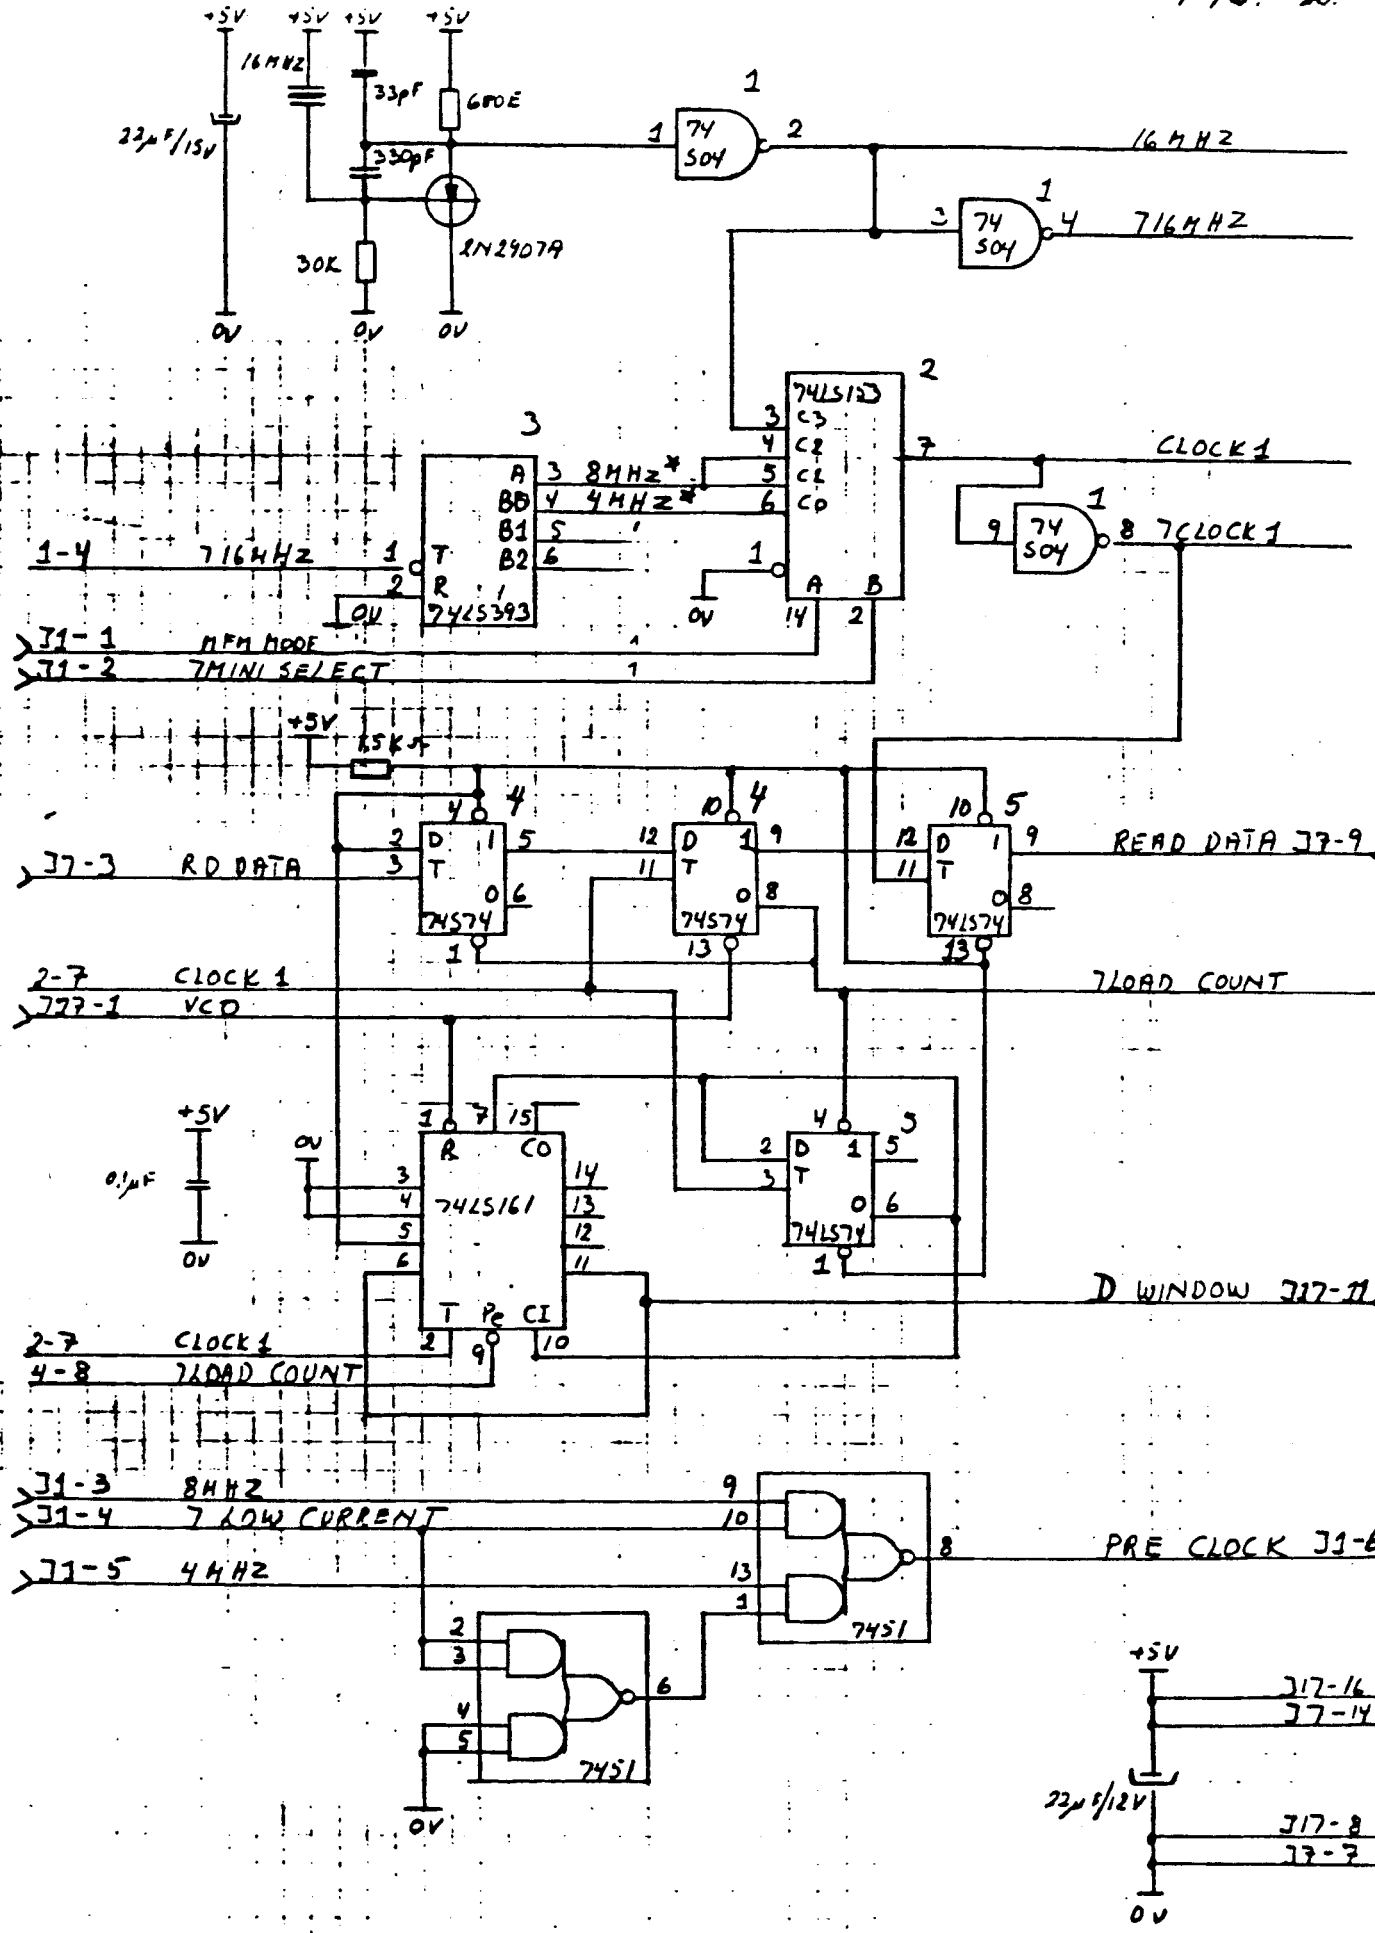 +5V +5V +5V +5V
16MHZ
33pF
680E
22µF/15V
330pF
30K
2N2907A
0V 0V 0V
1
1 74 S04 2
16MHZ
1
3 74 S04 4
716MHZ
2
74LS153
3 C3
4 C2
5 C1
6 C0
7
CLOCK1
1
A B
14 2
0V
1
9 74 S04 8
7CLOCK1
3
A 3 8MHZ*
B0 4 4MHZ*
B1 5
B2 6
1-4 716MHZ 1 T
2 R
0V 74LS393
J1-1 MFM MODE
J1-2 7MINI SELECT
+5V
4 4
2 D 1 5
3 T
0 6
74S74
1
J7-3 RD DATA
10 4
12 D 1 9
11 T
0 8
74S74
13
10 5
12 D 1 9
11 T
0 8
74LS74
13
READ DATA J7-9
2-7 CLOCK1
J17-1 VCO
7LOAD COUNT
+5V
0,1µF
0V
0V
1 7 15
R CO
3 14
4 74LS161 13
5 12
6 11
T Pe CI
2 9 10
4 5
2 D 1 5
3 T
0 6
74LS74
1
D WINDOW J17-11
2-7 CLOCK1
4-8 7LOAD COUNT
J1-3 8MHZ 9
J1-4 7 LOW CURRENT 10
J1-5 4MHZ 13
1
8
PRE CLOCK J1-6
7451
2
3
6
4
5
7451
0V
+5V
J17-16
J7-14
22µF/12V
J17-8
J7-7
0V